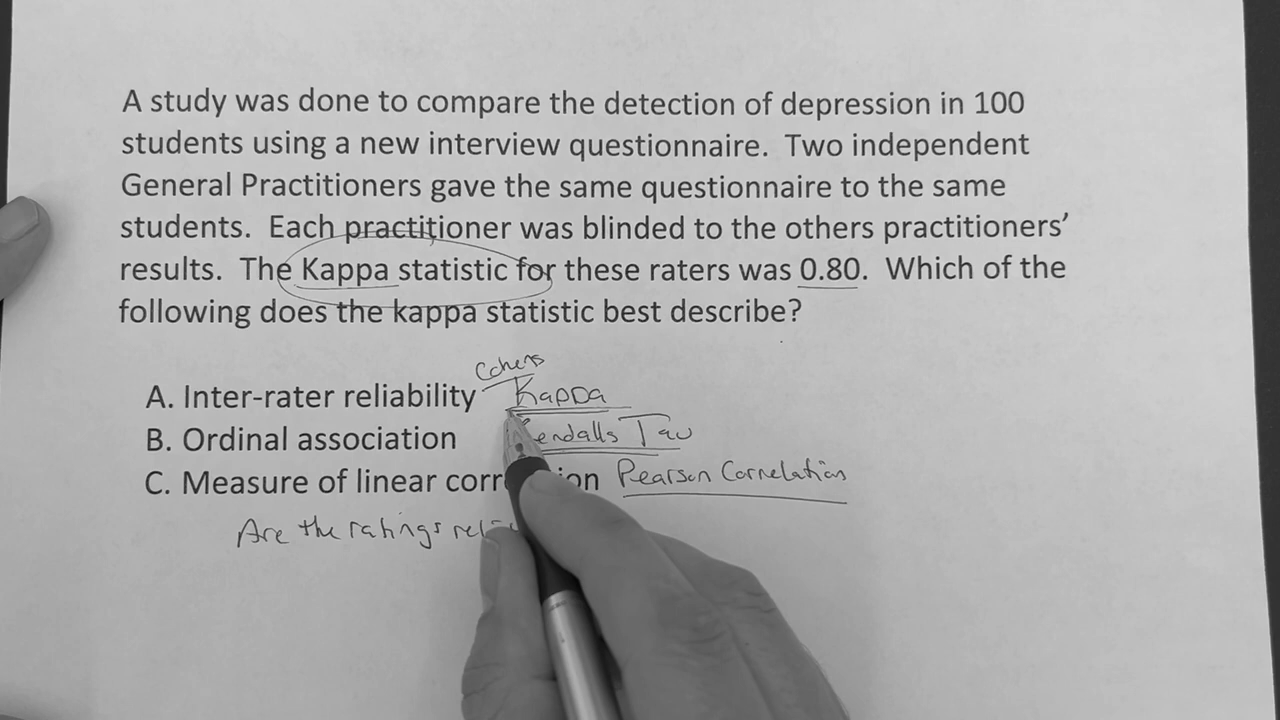 A study was done to compare the detection of depression in 100
students using a new interview questionnaire. Two independent
General Practitioners gave the same questionnaire to the same
students. Each practitioner was blinded to the others practitioners’
results. The Kappa statistic for these raters was 0.80. Which of the
following does the kappa statistic best describe?
Cohens
A. Inter-rater reliability Kappa
B. Ordinal association endalls Tau
C. Measure of linear corr ion Pearson Correlation
Are the ratings